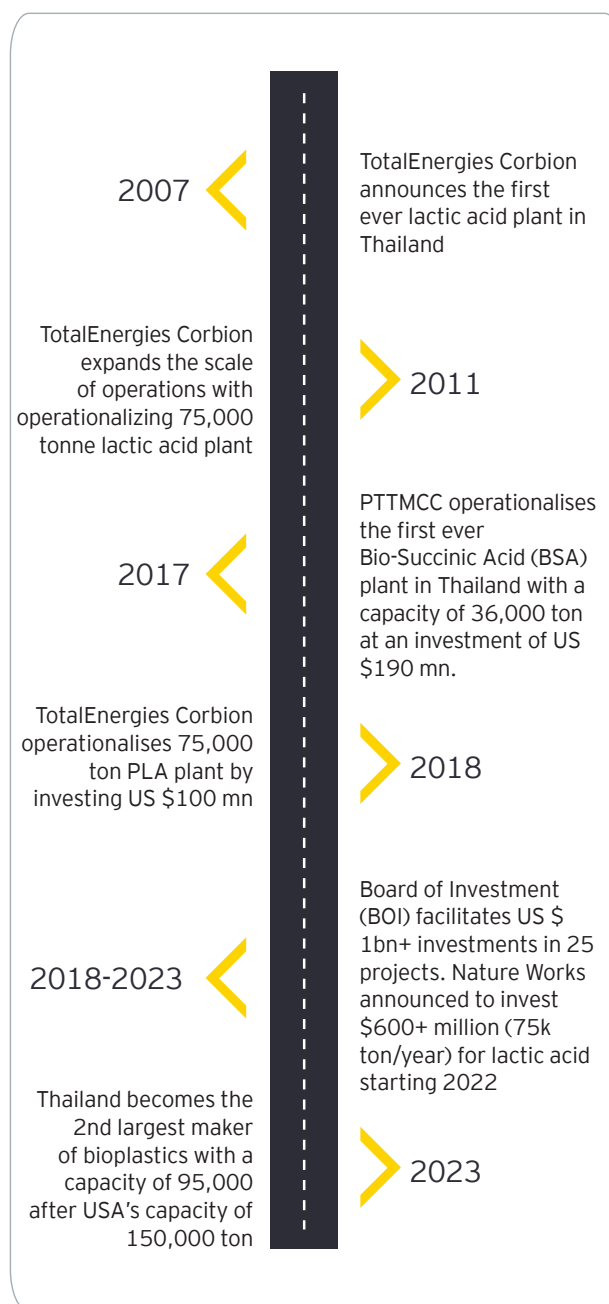 2007
TotalEnergies Corbion
announces the first
ever lactic acid plant in
Thailand
2011
TotalEnergies Corbion
expands the scale
of operations with
operationalizing 75,000
tonne lactic acid plant
2017
PTTMCC operationalises
the first ever
Bio-Succinic Acid (BSA)
plant in Thailand with a
capacity of 36,000 ton
at an investment of US
$190 mn.
2018
TotalEnergies Corbion
operationalises 75,000
ton PLA plant by
investing US $100 mn
2018-2023
Board of Investment
(BOI) facilitates US $
1bn+ investments in 25
projects. Nature Works
announced to invest
$600+ million (75k
ton/year) for lactic acid
starting 2022
2023
Thailand becomes the
2nd largest maker
of bioplastics with a
capacity of 95,000
after USA’s capacity of
150,000 ton